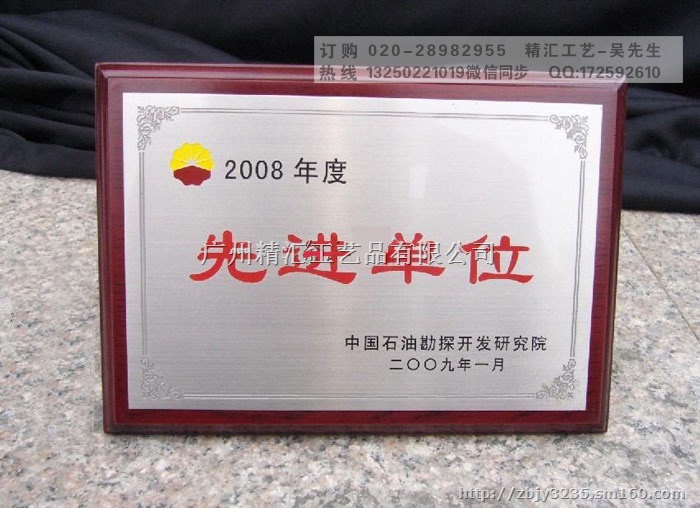 订购 020-28982955 精汇工艺-吴先生
热线 13250221019微信同步 QQ:172592610
2008 年度
先进单位
广州精汇工艺品有限公司
中国石油勘探开发研究院
二〇〇九年一月
http://zbjy3235.sm160.com